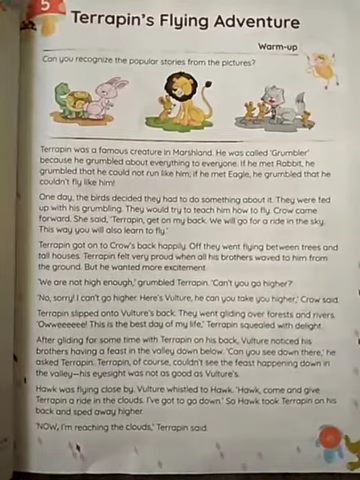 5
Terrapin's Flying Adventure
Warm-up
Can you recognize the popular stories from the pictures?
Terrapin was a famous creature in Marshland. He was called 'Grumbler'
because he grumbled about everything to everyone. If he met Rabbit, he
grumbled that he could not run like him; if he met Eagle, he grumbled that he
couldn't fly like him!
One day, the birds decided they had to do something about it. They were fed
up with his grumbling. They would try to teach him how to fly. Crow came
forward. She said, 'Terrapin, get on my back. We will go for a ride in the sky.
This way you will also learn to fly.'
Terrapin got on to Crow's back happily. Off they went flying between trees and
tall houses. Terrapin felt very proud when all his brothers waved to him from
the ground. But he wanted more excitement.
'We are not high enough,' grumbled Terrapin. 'Can't you go higher?'
'No, sorry! I can't go higher. Here's Vulture, he can take you higher,' Crow said.
Terrapin slipped onto Vulture's back. They went gliding over forests and rivers.
'Owweeeeee! This is the best day of my life,' Terrapin squealed with delight.
After gliding for some time with Terrapin on his back, Vulture noticed his
brothers having a feast in the valley down below. 'Can you see down there,' he
asked Terrapin. Terrapin, of course, couldn't see the feast happening down in
the valley—his eyesight was not as good as Vulture's.
Hawk was flying close by. Vulture whistled to Hawk. 'Hawk, come and give
Terrapin a ride in the clouds. I've got to go down.' So Hawk took Terrapin on his
back and sped away higher.
'NOW, I'm reaching the clouds,' Terrapin said.